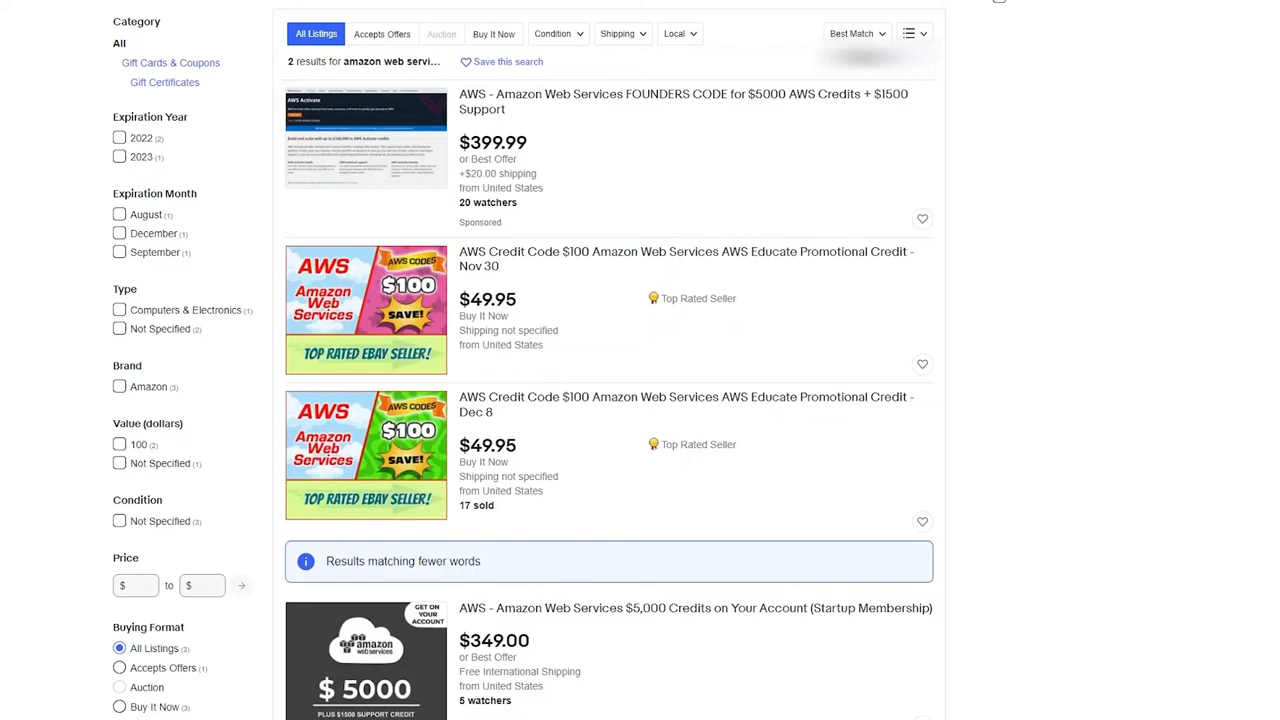 Category
All
Gift Cards & Coupons
Gift Certificates
Expiration Year
2022 (2)
2023 (1)
Expiration Month
August (1)
December (1)
September (1)
Type
Computers & Electronics (1)
Not Specified (2)
Brand
Amazon (3)
Value (dollars)
100 (2)
Not Specified (1)
Condition
Not Specified (3)
Price
$ to $
Buying Format
All Listings (3)
Accepts Offers (1)
Auction
Buy It Now (3)
All Listings Accepts Offers Auction Buy It Now Condition Shipping Local Best Match
2 results for amazon web servi... Save this search
AWS Activate
AWS - Amazon Web Services FOUNDERS CODE for $5000 AWS Credits + $1500
Support
$399.99
or Best Offer
+$20.00 shipping
from United States
20 watchers
Sponsored
AWS
Amazon
Web
Services
AWS CODES
$100
SAVE!
TOP RATED EBAY SELLER!
AWS Credit Code $100 Amazon Web Services AWS Educate Promotional Credit -
Nov 30
$49.95
Top Rated Seller
Buy It Now
Shipping not specified
from United States
AWS
Amazon
Web
Services
AWS CODES
$100
SAVE!
TOP RATED EBAY SELLER!
AWS Credit Code $100 Amazon Web Services AWS Educate Promotional Credit -
Dec 8
$49.95
Top Rated Seller
Buy It Now
Shipping not specified
from United States
17 sold
Results matching fewer words
GET ON
YOUR
ACCOUNT
amazon
web services
$ 5000
PLUS $1500 SUPPORT CREDIT
AWS - Amazon Web Services $5,000 Credits on Your Account (Startup Membership)
$349.00
or Best Offer
Free International Shipping
from United States
5 watchers